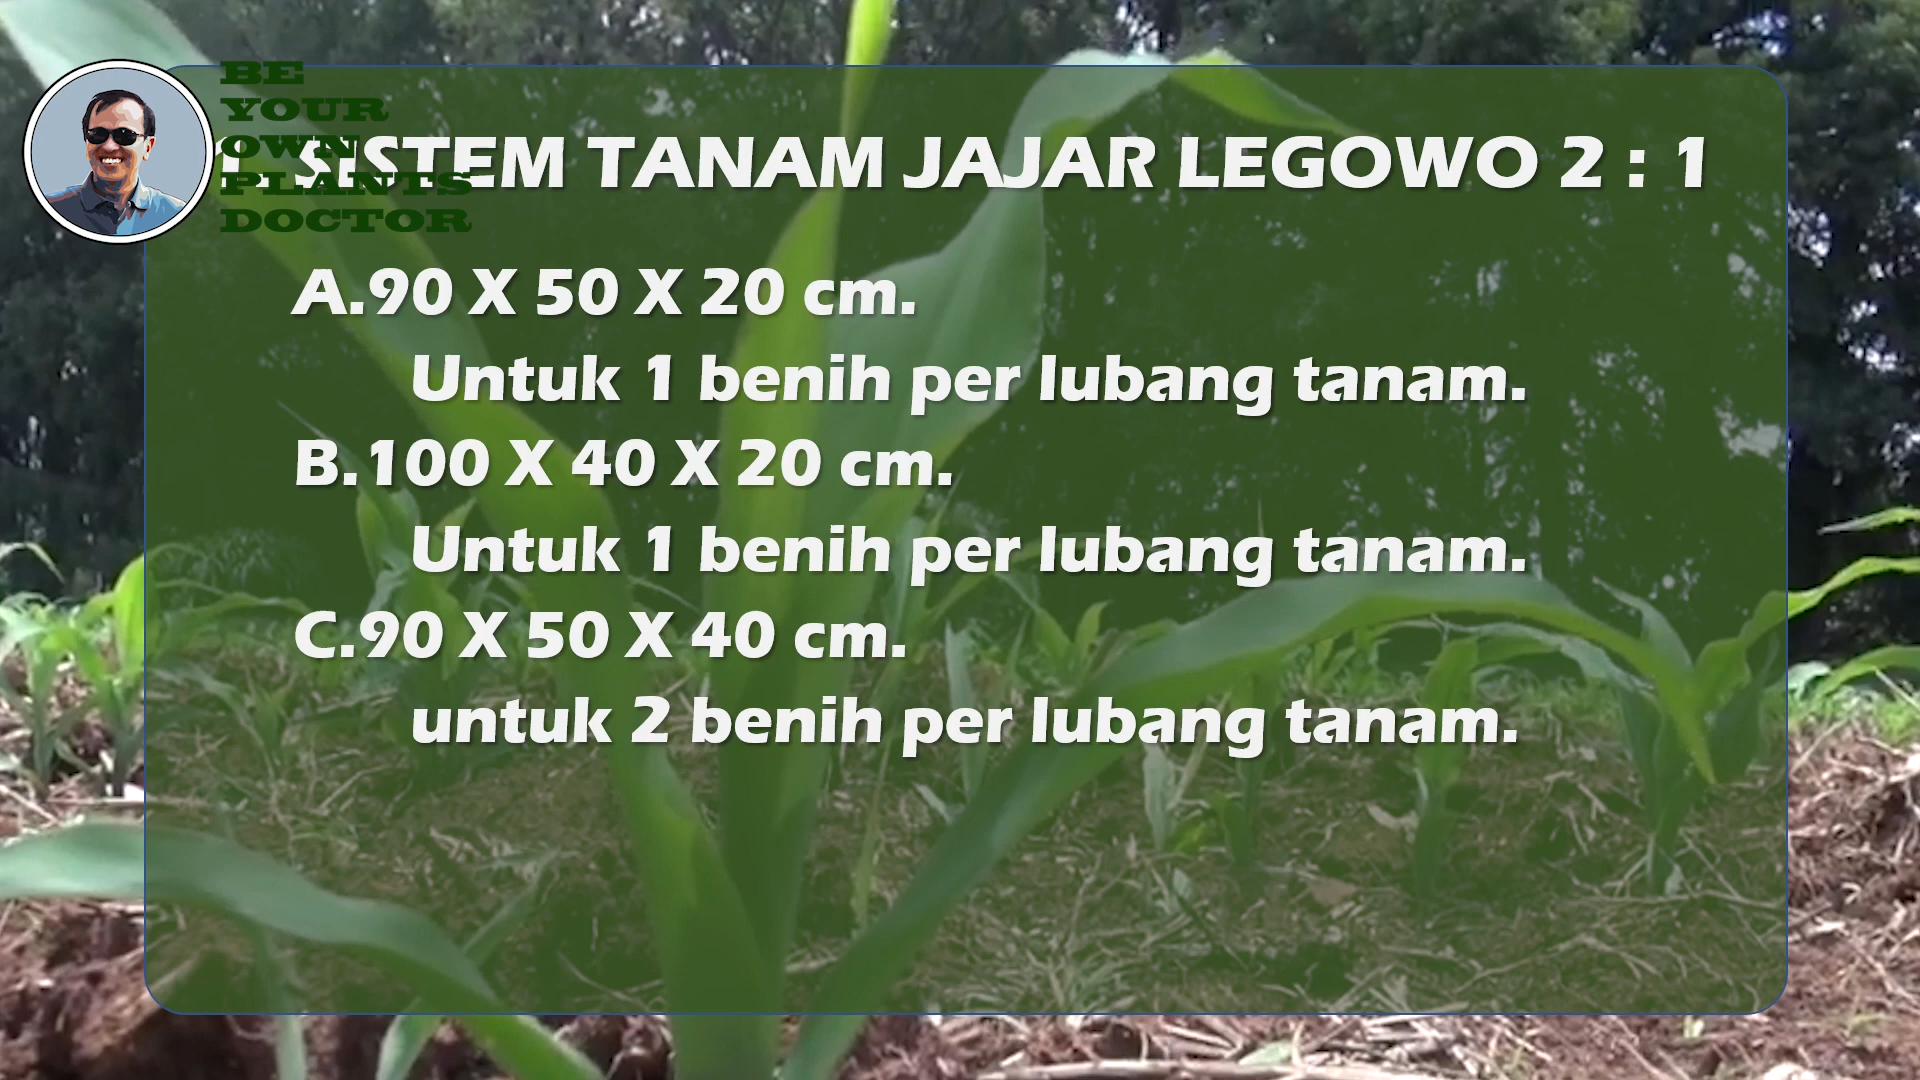 BE
YOUR
OWN
PLANTS
DOCTOR
SISTEM TANAM JAJAR LEGOWO 2 : 1
A.90 X 50 X 20 cm.
Untuk 1 benih per lubang tanam.
B.100 X 40 X 20 cm.
Untuk 1 benih per lubang tanam.
C.90 X 50 X 40 cm.
untuk 2 benih per lubang tanam.